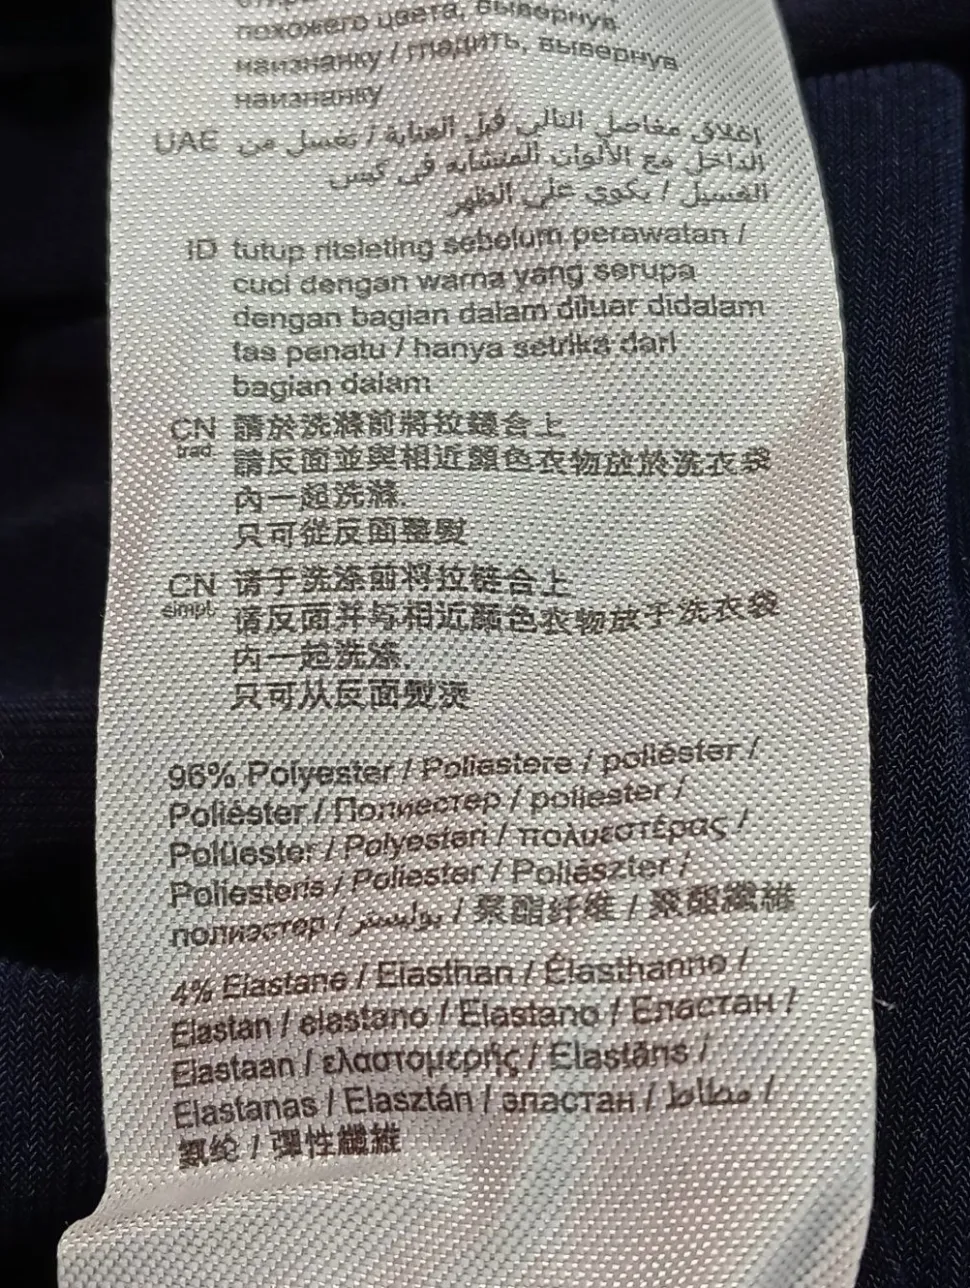 похожего цвета, вывернув
наизнанку / гладить, вывернув
наизнанку
UAE إغلاق مفاصل التالي قبل العناية / تغسل من
الداخل مع الألوان المتشابه في كيس
الغسيل / يكوي على الظهر
ID tutup ritsleting sebelum perawatan /
cuci dengan warna yang serupa
dengan bagian dalam diluar didalam
tas penatu / hanya setrika dari
bagian dalam
CN trad. 請於洗滌前將拉鏈合上
請反面並與相近顏色衣物放於洗衣袋
內一起洗滌.
只可從反面整熨
CN simpl. 请于洗涤前将拉链合上
请反面并与相近颜色衣物放于洗衣袋
内一起洗涤.
只可从反面熨烫
96% Polyester / Poliestere / poliéster /
Poliéster / Полиестер / poliester /
Polüester / Polyesteri / πολυεστέρας /
Poliesteris / Poliester / Poliészter /
полиэстер / بوليستر / 聚酯纤维 / 聚酯纖維
4% Elastane / Elasthan / Élasthanne /
Elastan / elastano / Elastano / Еластан /
Elastaan / ελαστομερής / Elastāns /
Elastanas / Elasztán / эластан / مطاط /
氨纶 / 彈性纖維